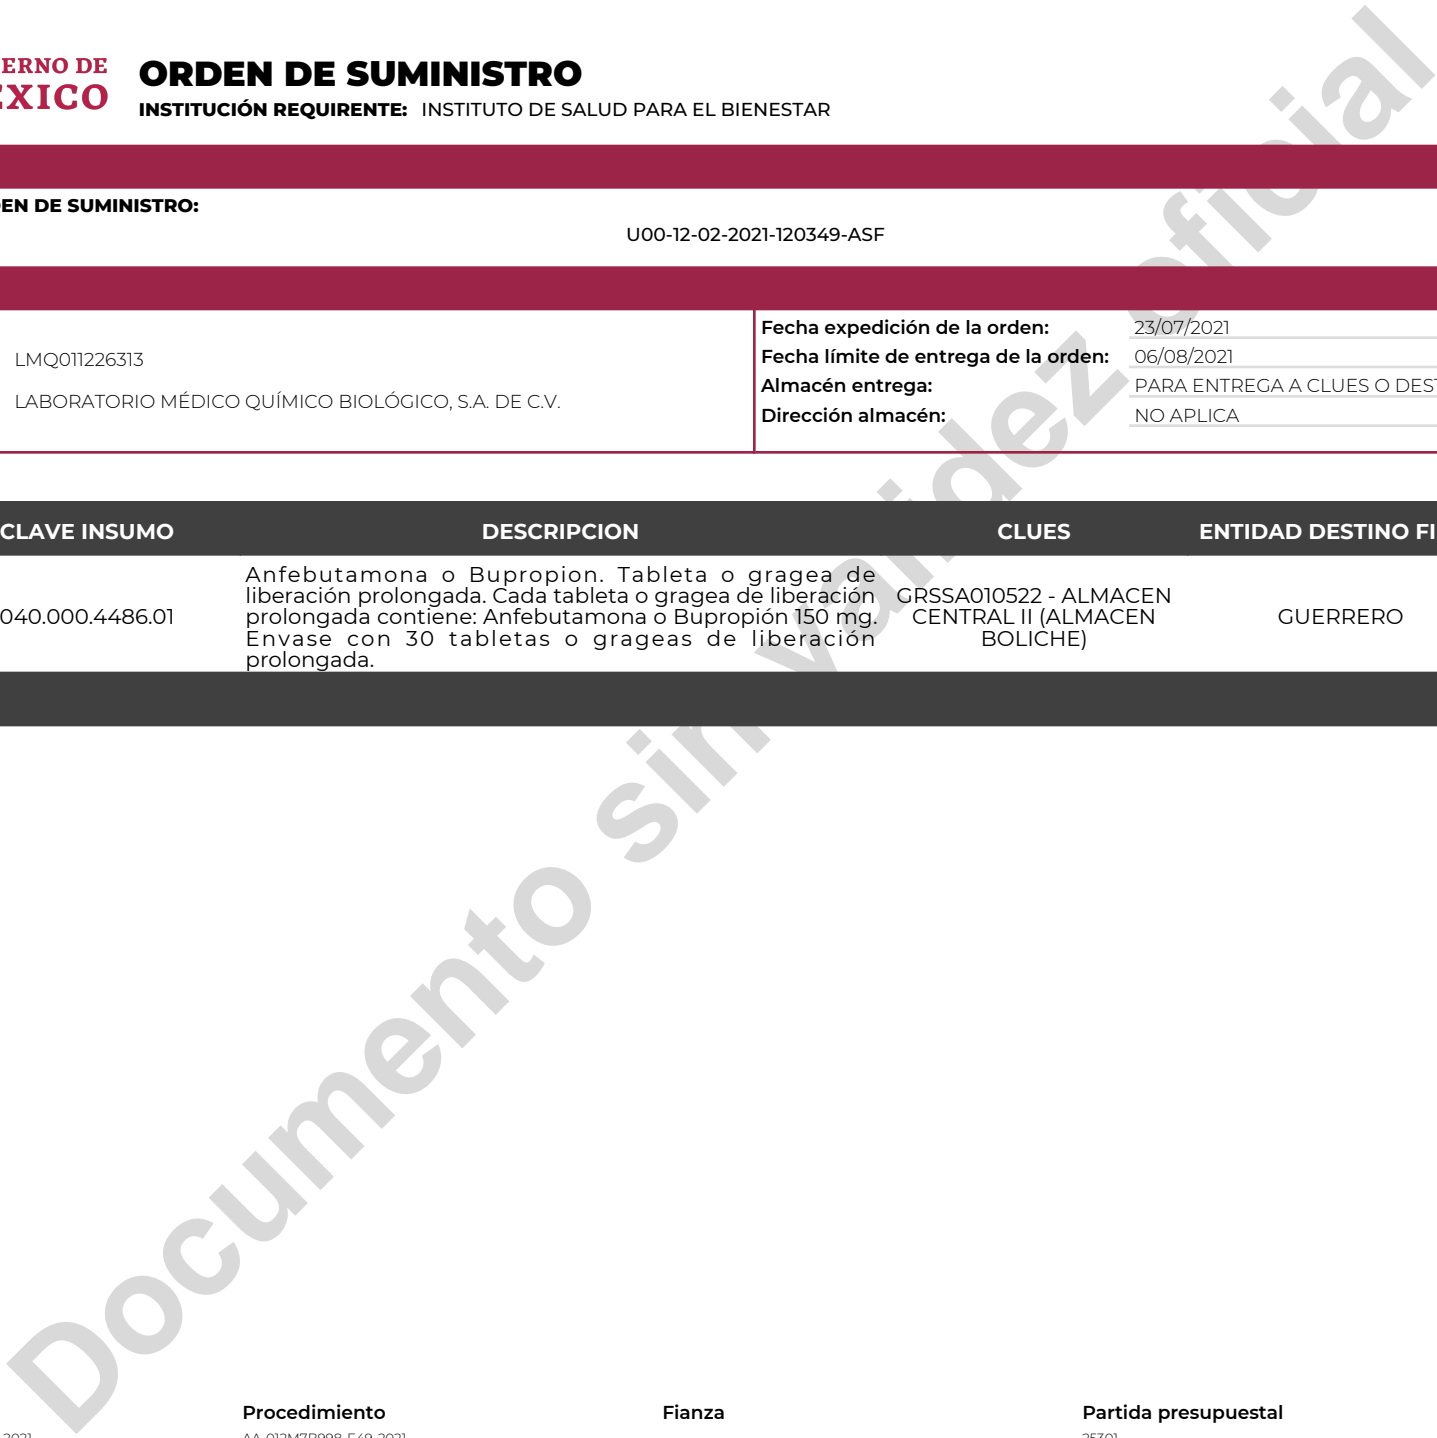 ERNO DE
EXICO
ORDEN DE SUMINISTRO
INSTITUCIÓN REQUIRENTE: INSTITUTO DE SALUD PARA EL BIENESTAR
EN DE SUMINISTRO:
U00-12-02-2021-120349-ASF
LMQ011226313
LABORATORIO MÉDICO QUÍMICO BIOLÓGICO, S.A. DE C.V.
Fecha expedición de la orden: 23/07/2021
Fecha límite de entrega de la orden: 06/08/2021
Almacén entrega: PARA ENTREGA A CLUES O DEST
Dirección almacén: NO APLICA
CLAVE INSUMO DESCRIPCION CLUES ENTIDAD DESTINO FI
040.000.4486.01
Anfebutamona o Bupropion. Tableta o gragea de
liberación prolongada. Cada tableta o gragea de liberación
prolongada contiene: Anfebutamona o Bupropión 150 mg.
Envase con 30 tabletas o grageas de liberación
prolongada.
GRSSA010522 - ALMACEN
CENTRAL II (ALMACEN
BOLICHE)
GUERRERO
Documento sin validez oficial
Procedimiento Fianza Partida presupuestal